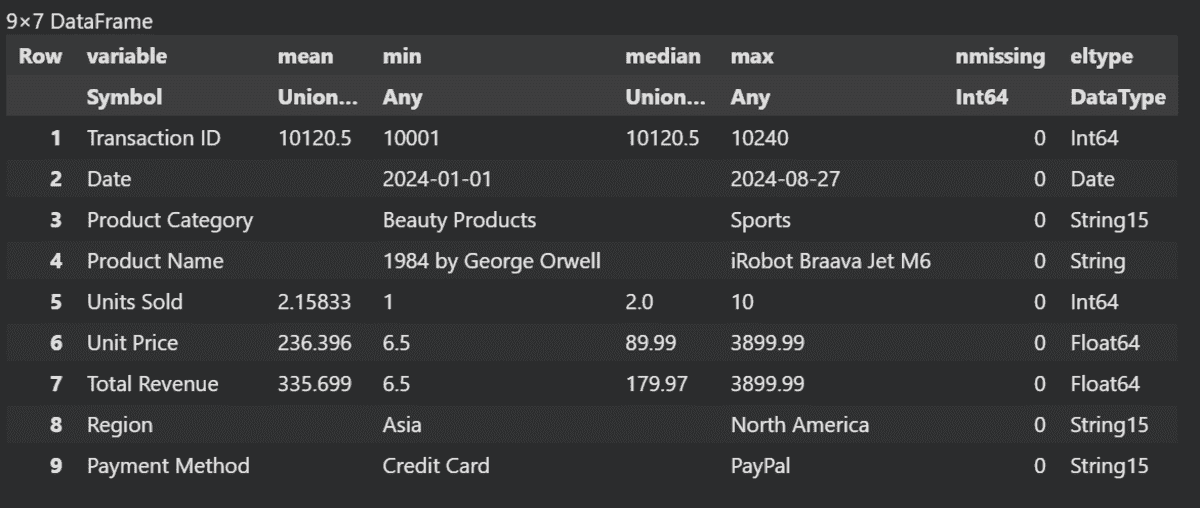 9×7 DataFrame
Row variable mean min median max nmissing eltype
Symbol Union… Any Union… Any Int64 DataType
1 Transaction ID 10120.5 10001 10120.5 10240 0 Int64
2 Date 2024-01-01 2024-08-27 0 Date
3 Product Category Beauty Products Sports 0 String15
4 Product Name 1984 by George Orwell iRobot Braava Jet M6 0 String
5 Units Sold 2.15833 1 2.0 10 0 Int64
6 Unit Price 236.396 6.5 89.99 3899.99 0 Float64
7 Total Revenue 335.699 6.5 179.97 3899.99 0 Float64
8 Region Asia North America 0 String15
9 Payment Method Credit Card PayPal 0 String15